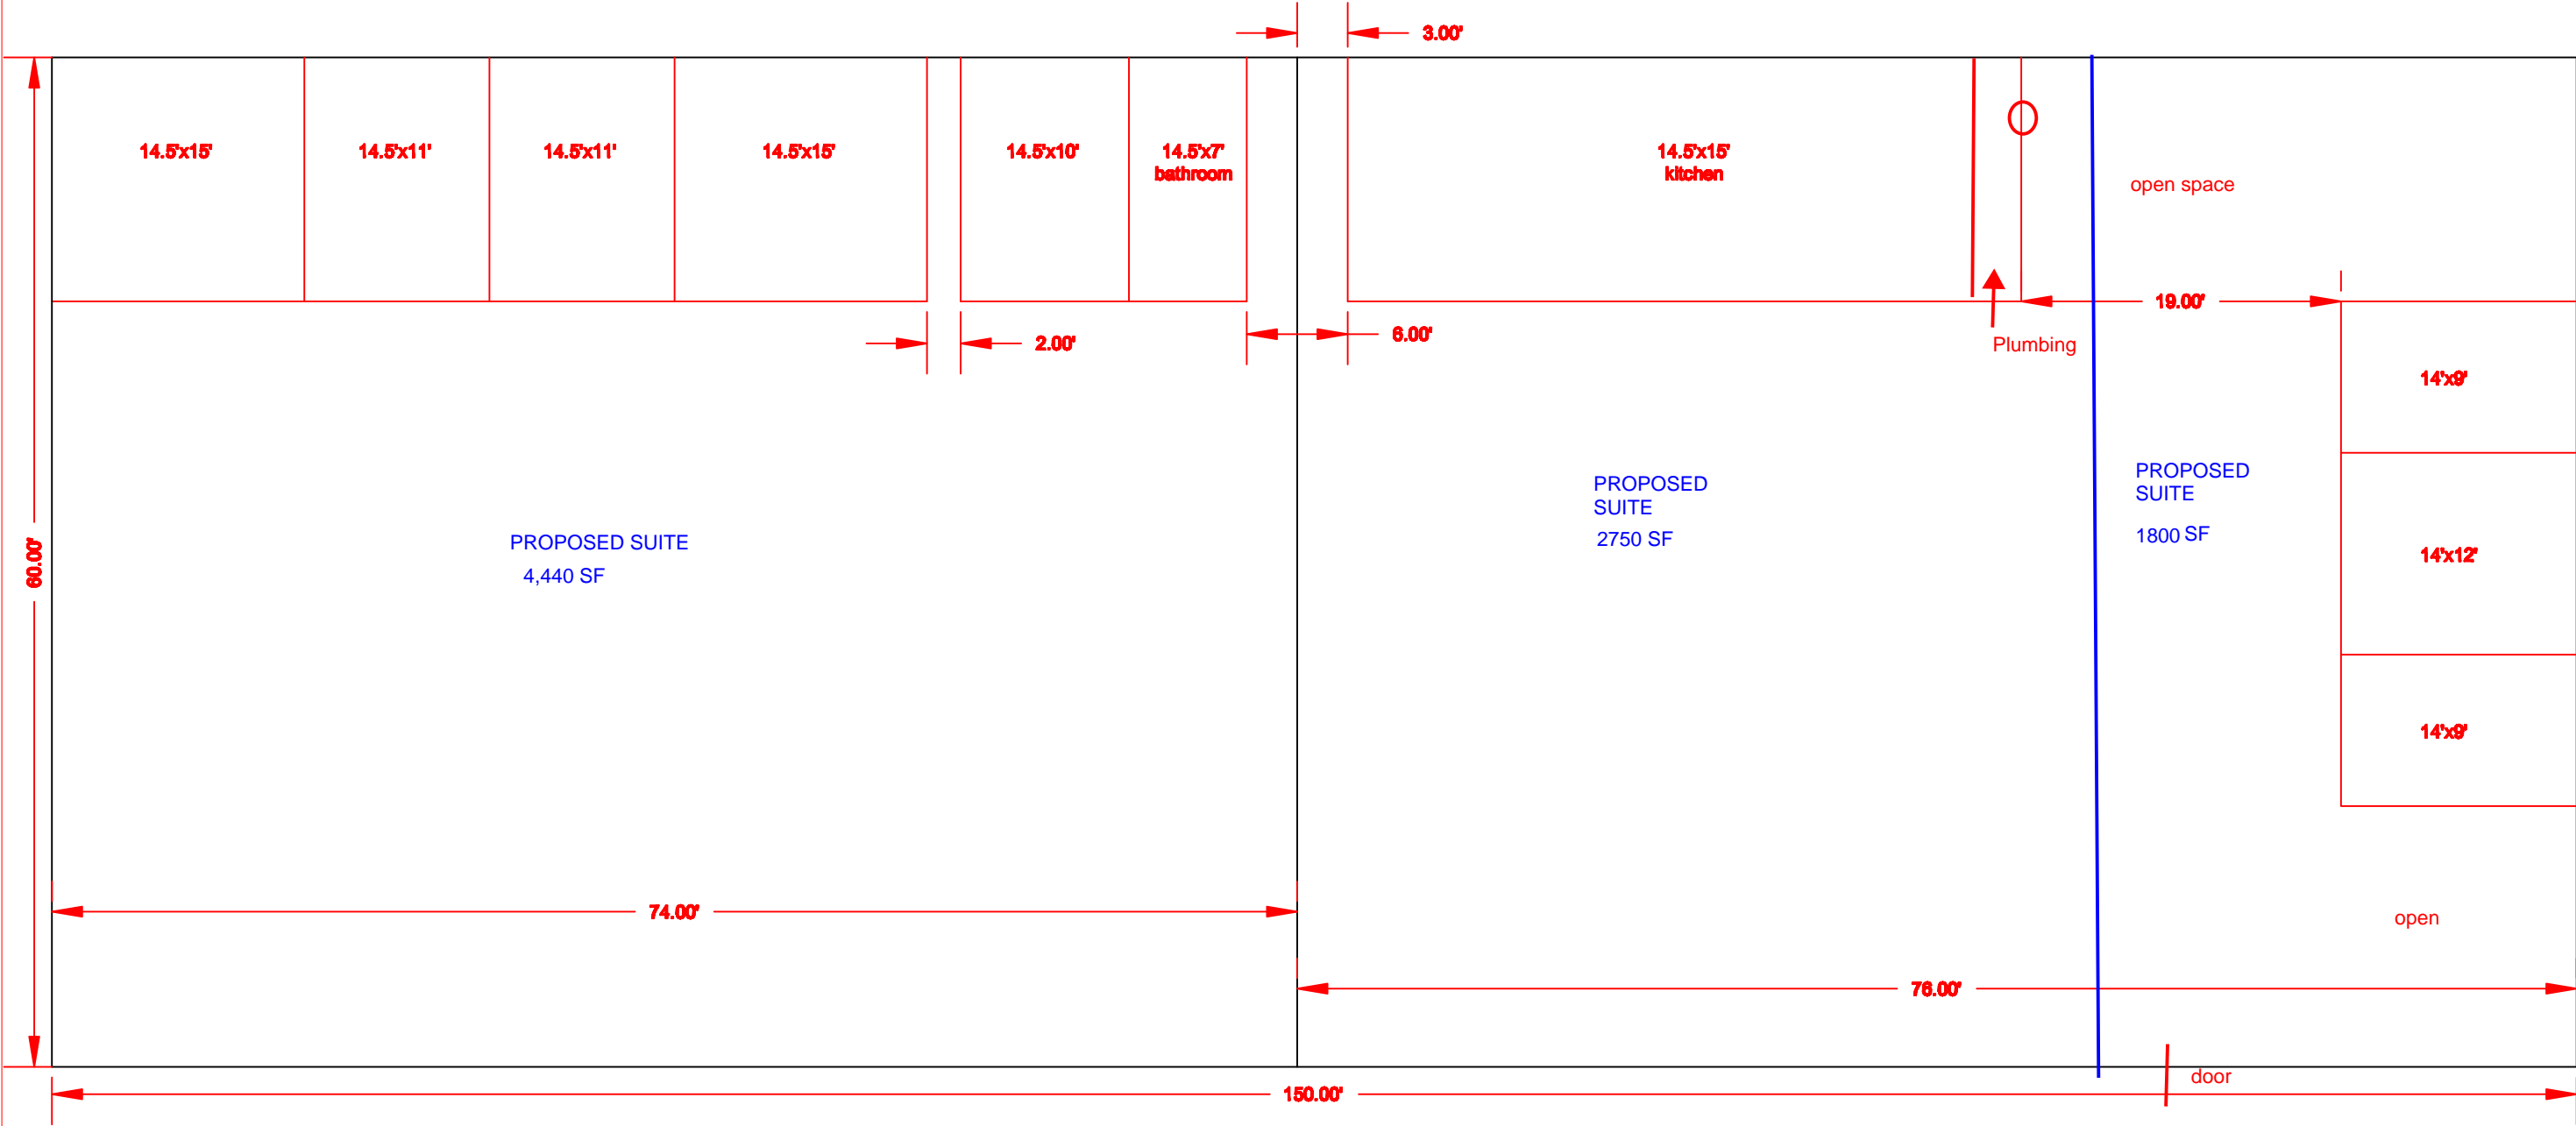 3.00'
14.5'x15'
14.5'x11'
14.5'x11'
14.5'x15'
14.5'x10'
14.5'x7'
bathroom
14.5'x15'
kitchen
open space
19.00'
2.00'
6.00'
Plumbing
14'x9'
PROPOSED SUITE
4,440 SF
PROPOSED
SUITE
2750 SF
PROPOSED
SUITE
1800 SF
60.00'
14'x12'
14'x9'
74.00'
open
76.00'
door
150.00'